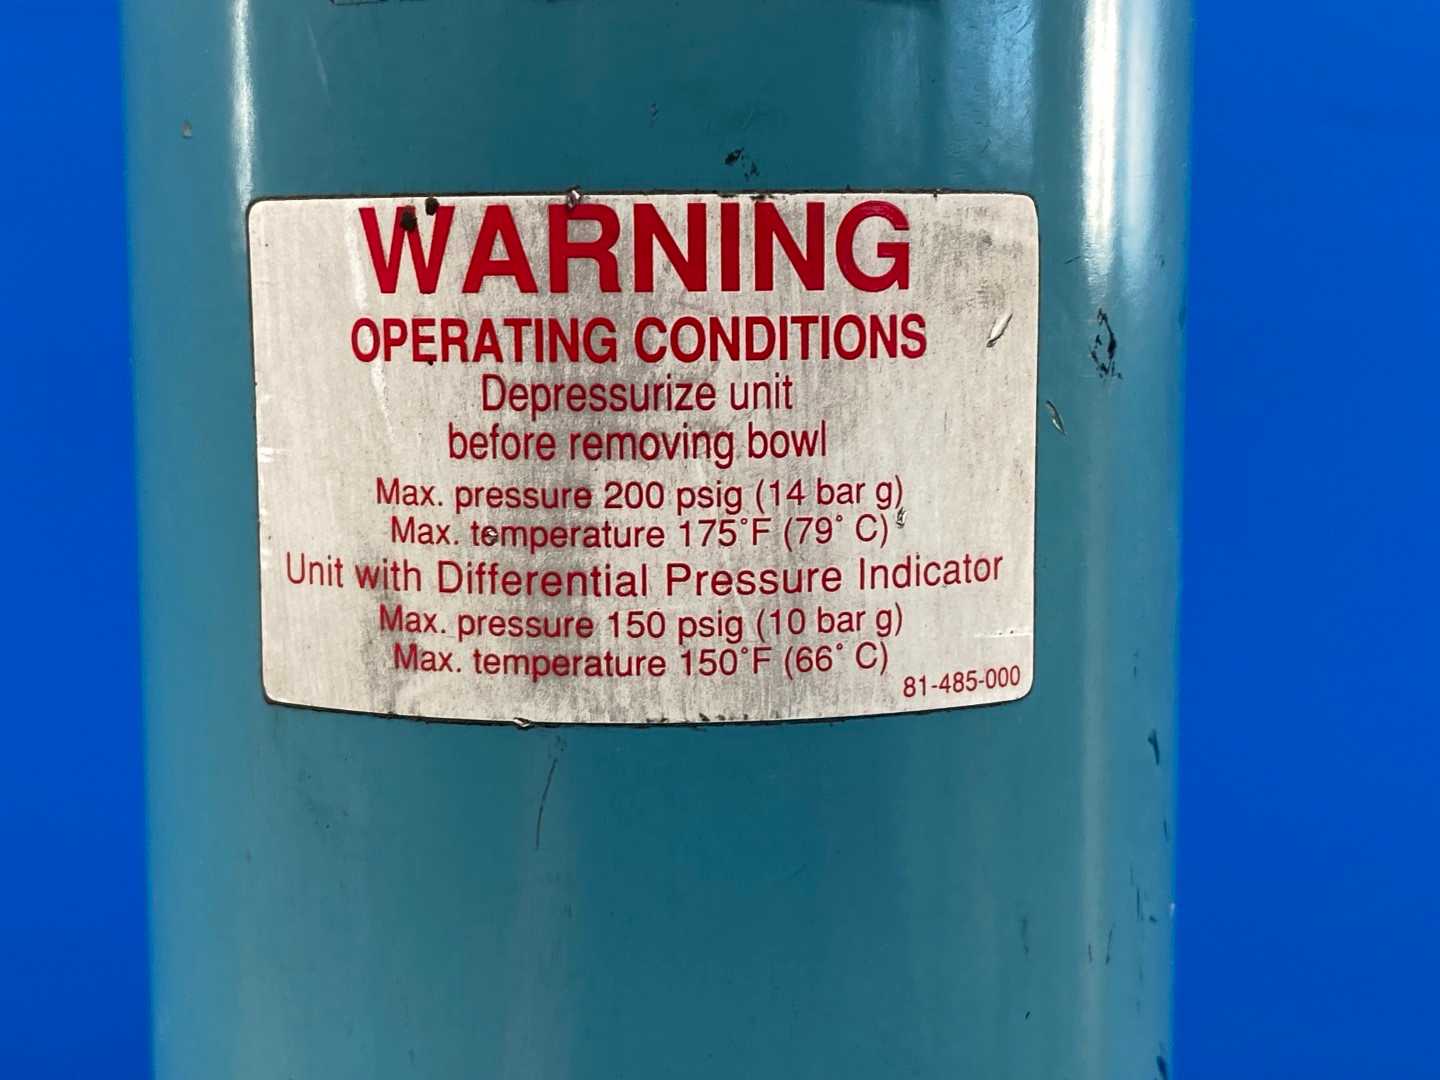 WARNING
OPERATING CONDITIONS
Depressurize unit
before removing bowl
Max. pressure 200 psig (14 bar g)
Max. temperature 175°F (79° C)
Unit with Differential Pressure Indicator
Max. pressure 150 psig (10 bar g)
Max. temperature 150°F (66° C)
81-485-000